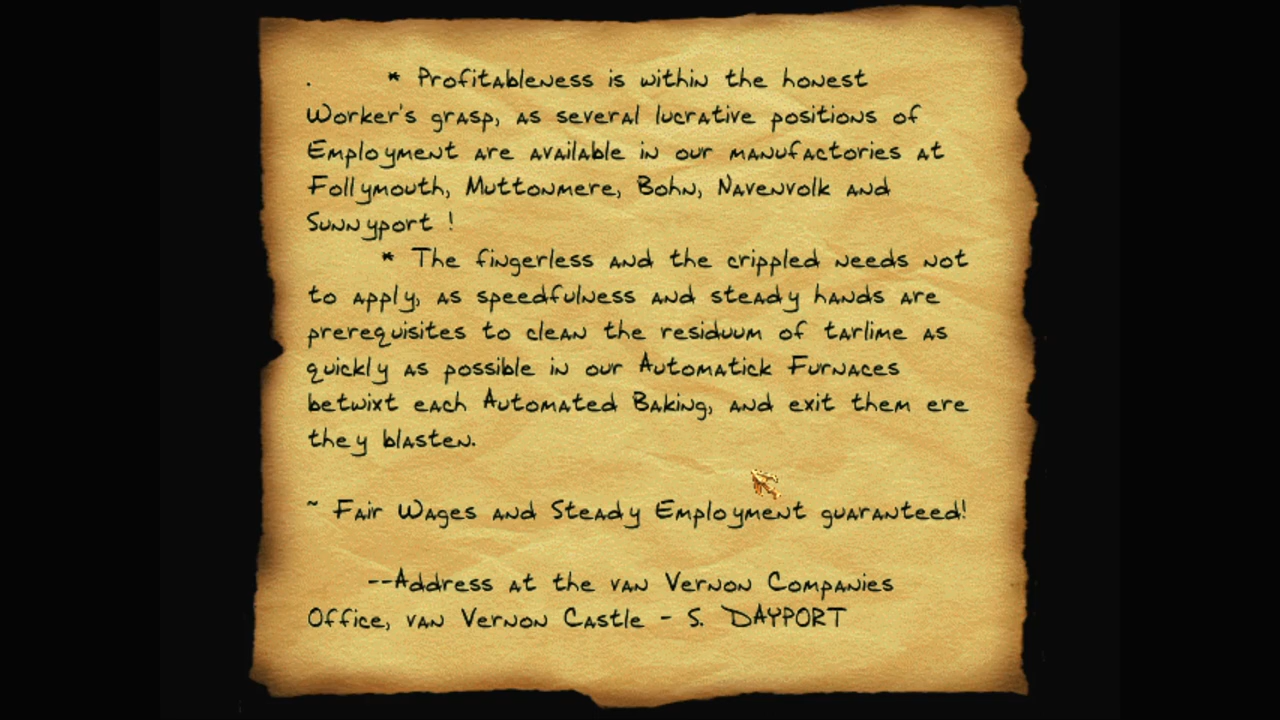 . * Profitableness is within the honest
Worker's grasp, as several lucrative positions of
Employment are available in our manufactories at
Follymouth, Muttonmere, Bohn, Navenvolk and
Sunnyport !
* The fingerless and the crippled needs not
to apply, as speedfulness and steady hands are
prerequisites to clean the residuum of tarlime as
quickly as possible in our Automatick Furnaces
betwixt each Automated Baking, and exit them ere
they blasten.
~ Fair Wages and Steady Employment guaranteed!
--Address at the van Vernon Companies
Office, van Vernon Castle - S. DAYPORT